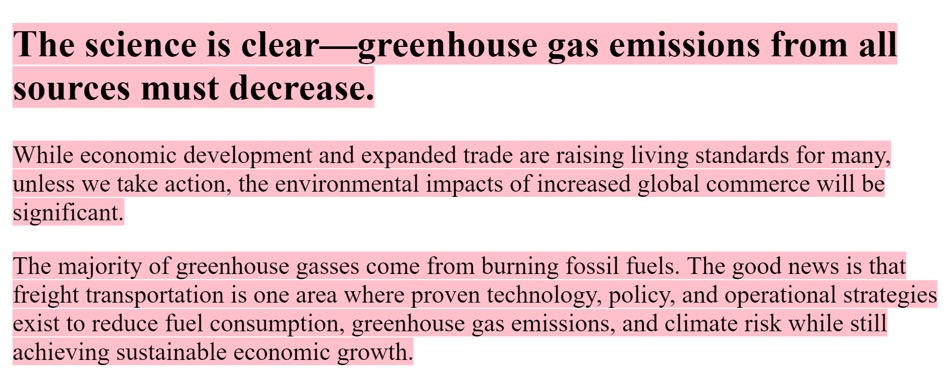 The science is clear—greenhouse gas emissions from all
sources must decrease.
While economic development and expanded trade are raising living standards for many,
unless we take action, the environmental impacts of increased global commerce will be
significant.
The majority of greenhouse gasses come from burning fossil fuels. The good news is that
freight transportation is one area where proven technology, policy, and operational strategies
exist to reduce fuel consumption, greenhouse gas emissions, and climate risk while still
achieving sustainable economic growth.